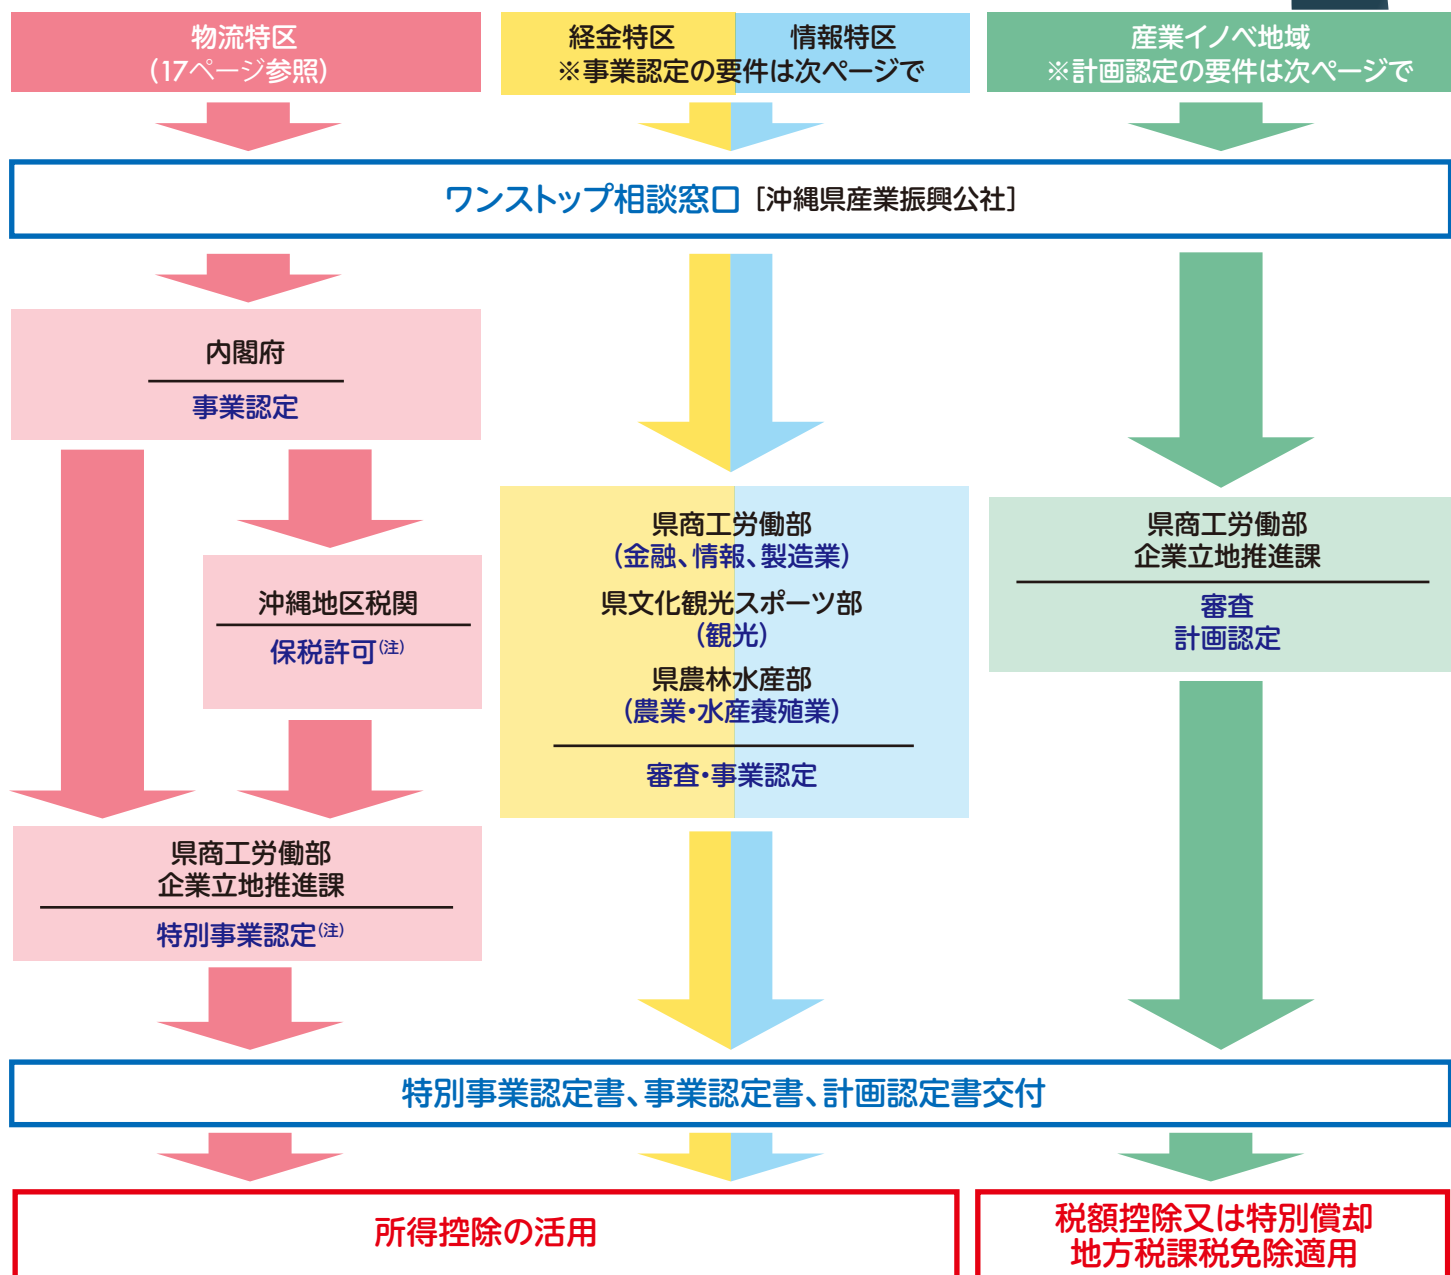 物流特区
(17ページ参照)
経金特区 情報特区
※事業認定の要件は次ページで
産業イノベ地域
※計画認定の要件は次ページで
ワンストップ相談窓口 [沖縄県産業振興公社]
内閣府
事業認定
沖縄地区税関
保税許可(注)
県商工労働部
企業立地推進課
特別事業認定(注)
県商工労働部
(金融、情報、製造業)
県文化観光スポーツ部
(観光)
県農林水産部
(農業・水産養殖業)
審査・事業認定
県商工労働部
企業立地推進課
審査
計画認定
特別事業認定書、事業認定書、計画認定書交付
所得控除の活用
税額控除又は特別償却
地方税課税免除適用